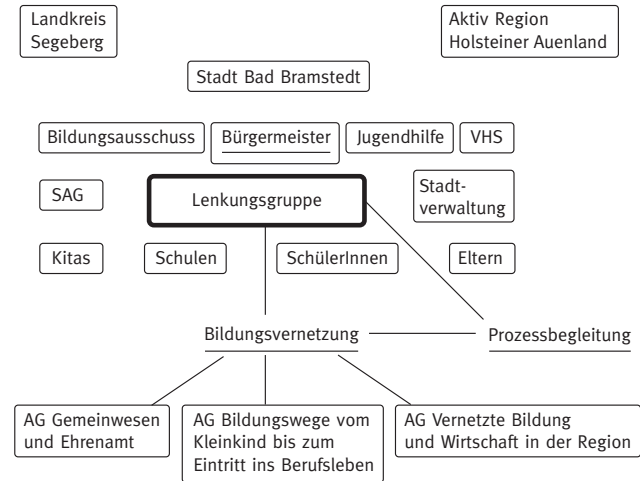 Landkreis
Segeberg
Aktiv Region
Holsteiner Auenland
Stadt Bad Bramstedt
Bildungsausschuss
Bürgermeister
Jugendhilfe
VHS
SAG
Lenkungsgruppe
Stadt-
verwaltung
Kitas
Schulen
SchülerInnen
Eltern
Bildungsvernetzung
Prozessbegleitung
AG Gemeinwesen
und Ehrenamt
AG Bildungswege vom
Kleinkind bis zum
Eintritt ins Berufsleben
AG Vernetzte Bildung
und Wirtschaft in der Region